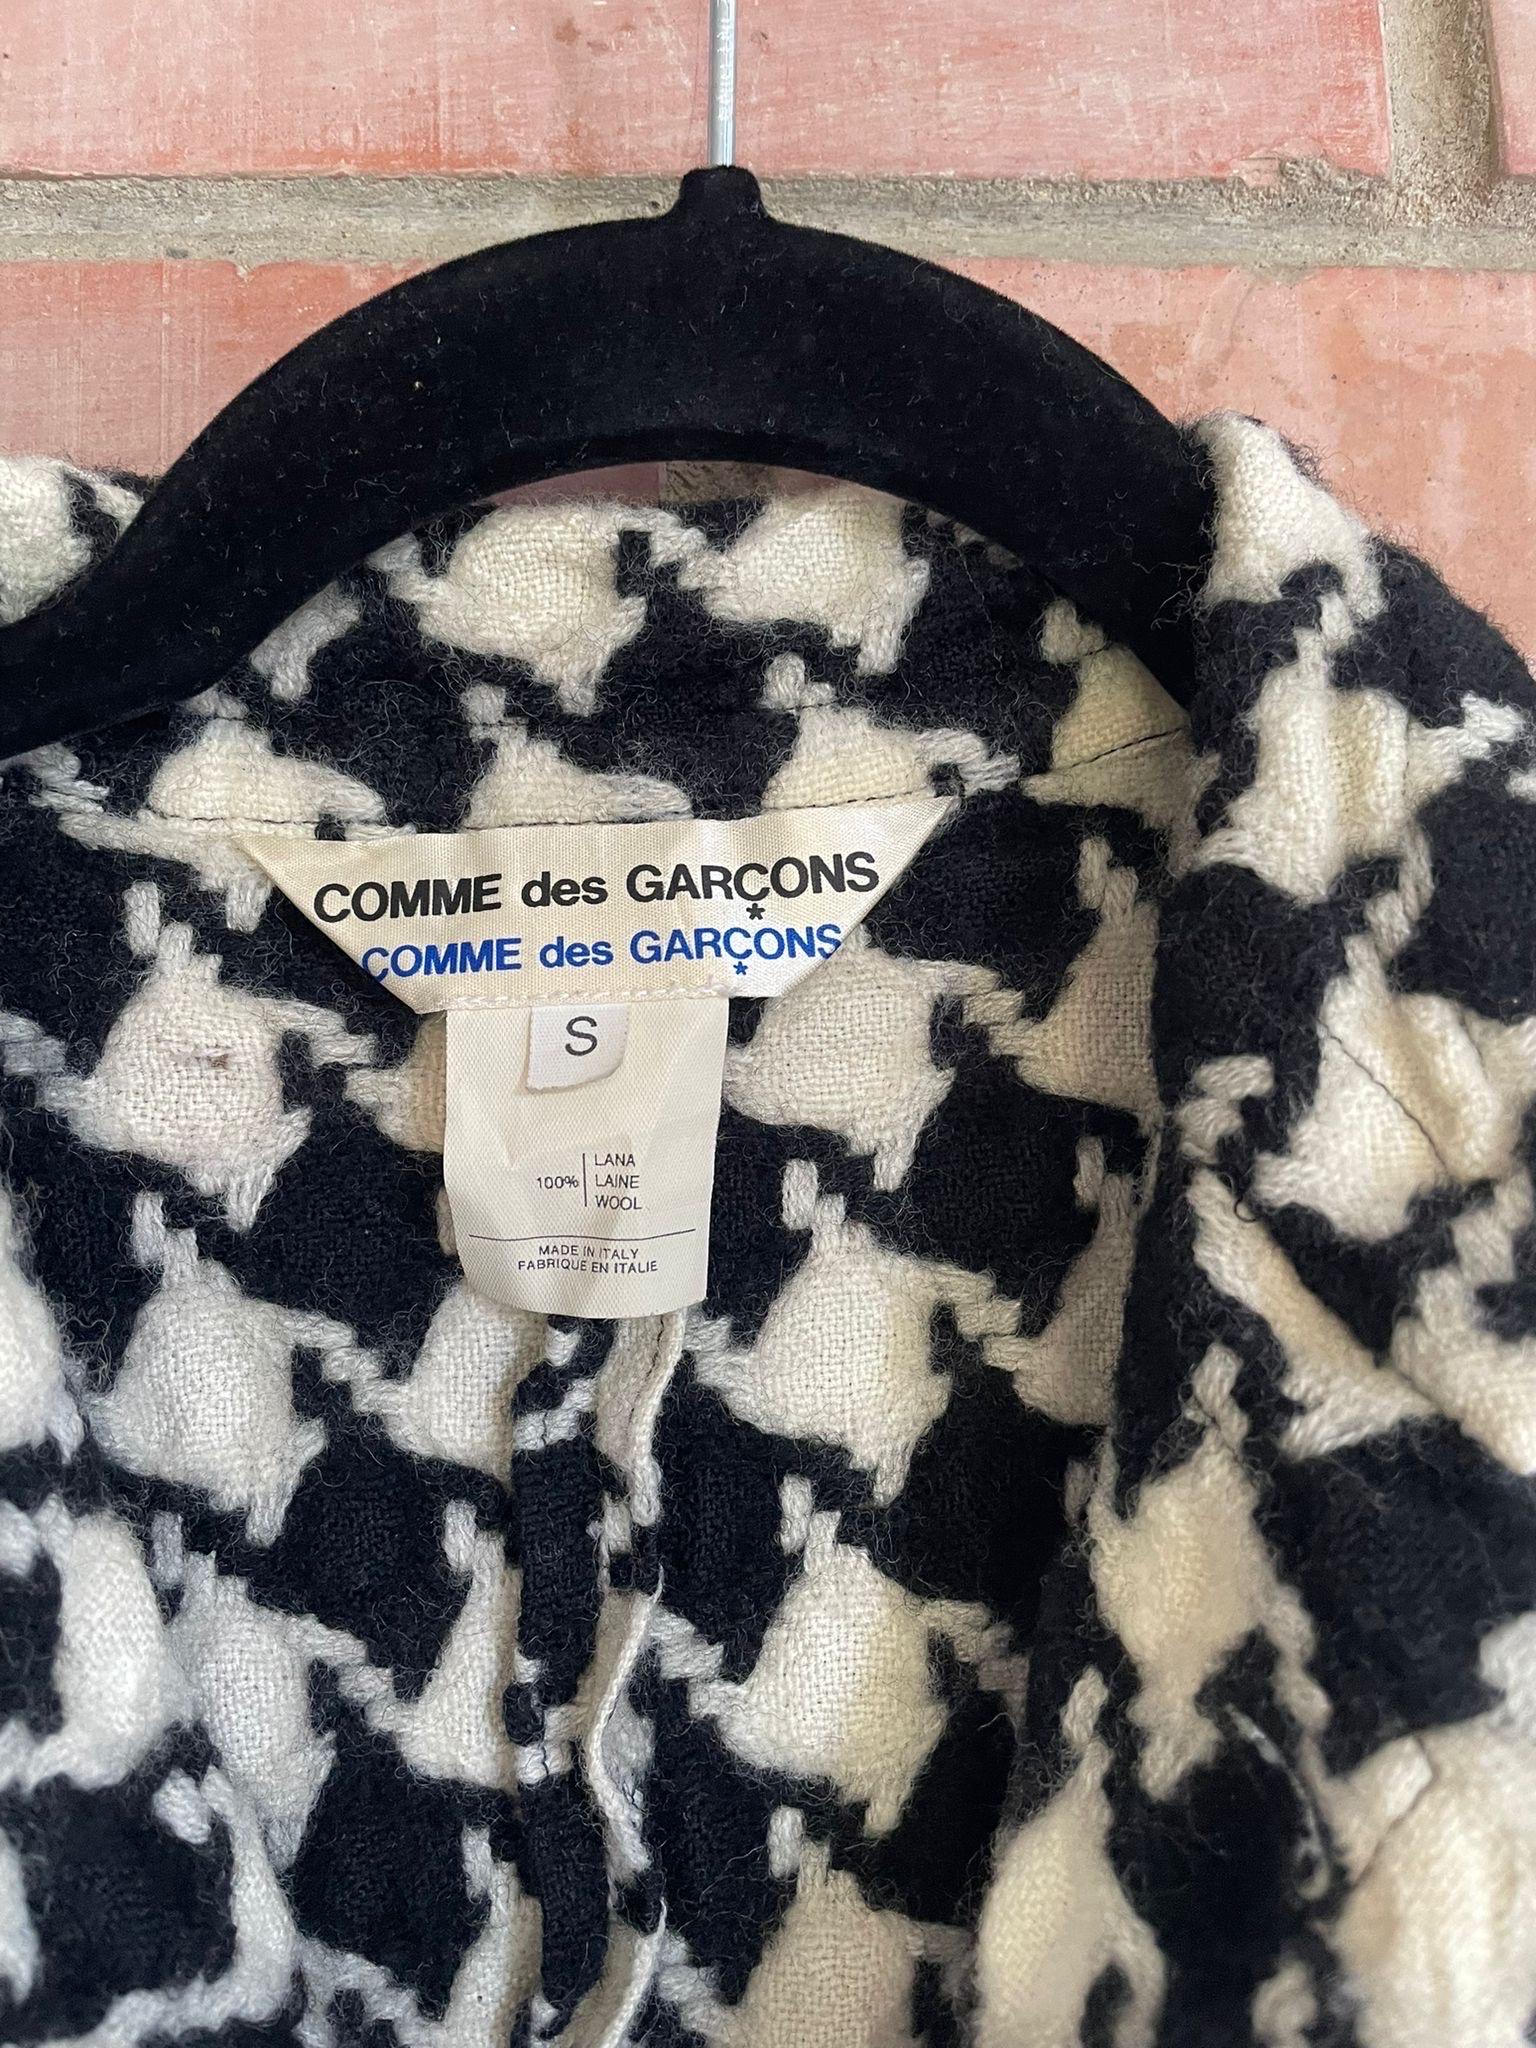 COMME des GARÇONS
COMME des GARÇONS
S
100% LANA
LAINE
WOOL
MADE IN ITALY
FABRIQUE EN ITALIE